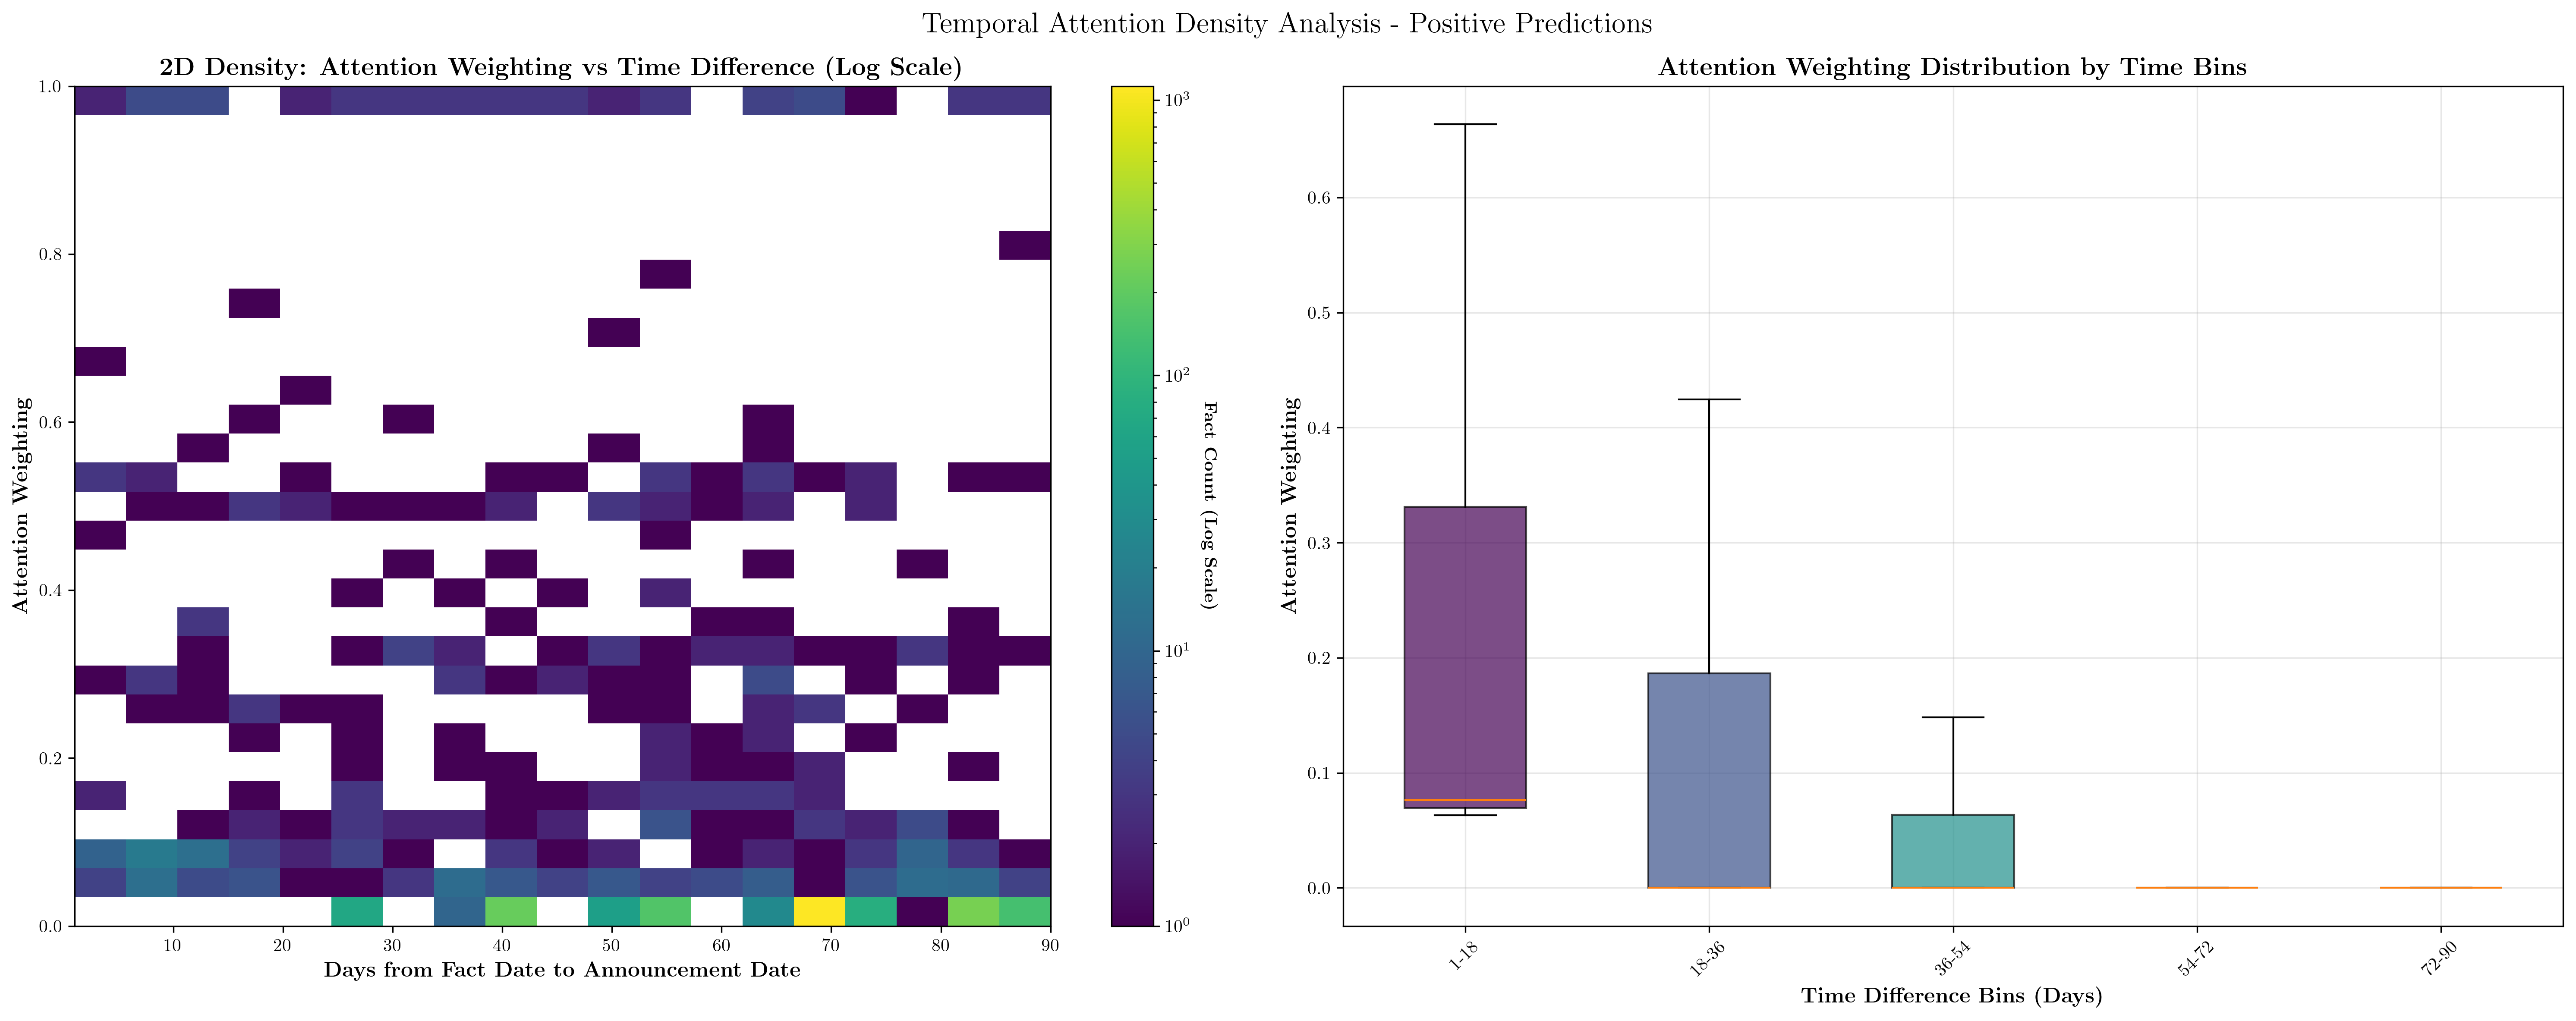 Temporal Attention Density Analysis - Positive Predictions
2D Density: Attention Weighting vs Time Difference (Log Scale)
Attention Weighting
1.0
0.8
0.6
0.4
0.2
0.0
10 20 30 40 50 60 70 80 90
Days from Fact Date to Announcement Date
10³
10²
10¹
10⁰
Fact Count (Log Scale)
Attention Weighting Distribution by Time Bins
Attention Weighting
0.6
0.5
0.4
0.3
0.2
0.1
0.0
1-18 18-36 36-54 54-72 72-90
Time Difference Bins (Days)